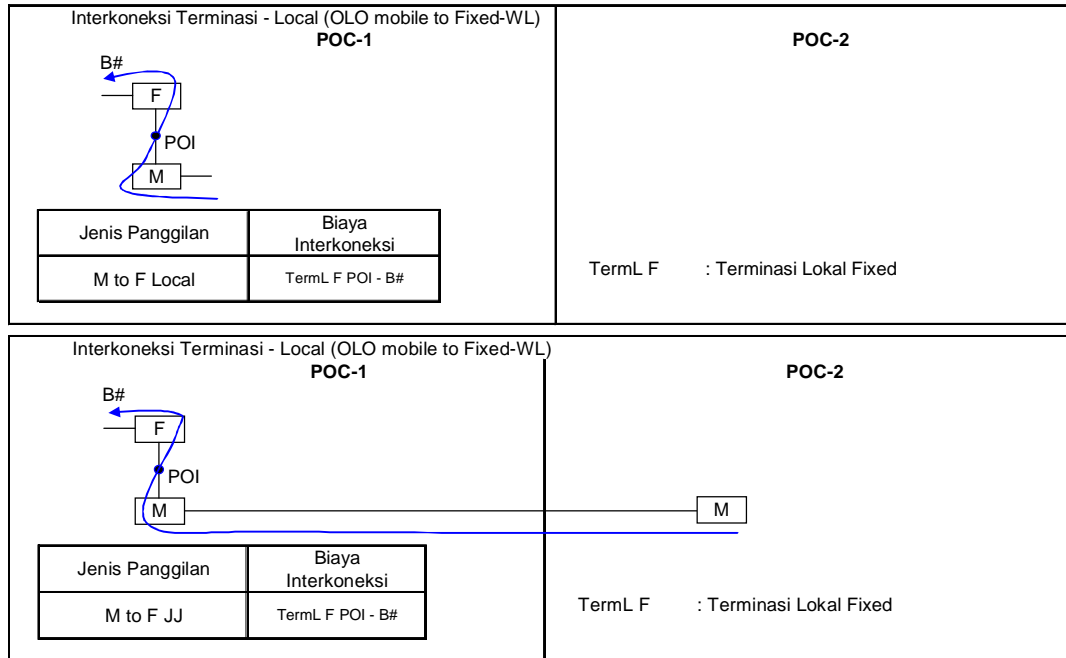 Interkoneksi Terminasi - Local (OLO mobile to Fixed-WL)
POC-1
POC-2
B#
F
POI
M
Jenis Panggilan
Biaya
Interkoneksi
M to F Local
TermL F POI - B#
TermL F : Terminasi Lokal Fixed
Interkoneksi Terminasi - Local (OLO mobile to Fixed-WL)
POC-1
POC-2
B#
F
POI
M
M
Jenis Panggilan
Biaya
Interkoneksi
M to F JJ
TermL F POI - B#
TermL F : Terminasi Lokal Fixed